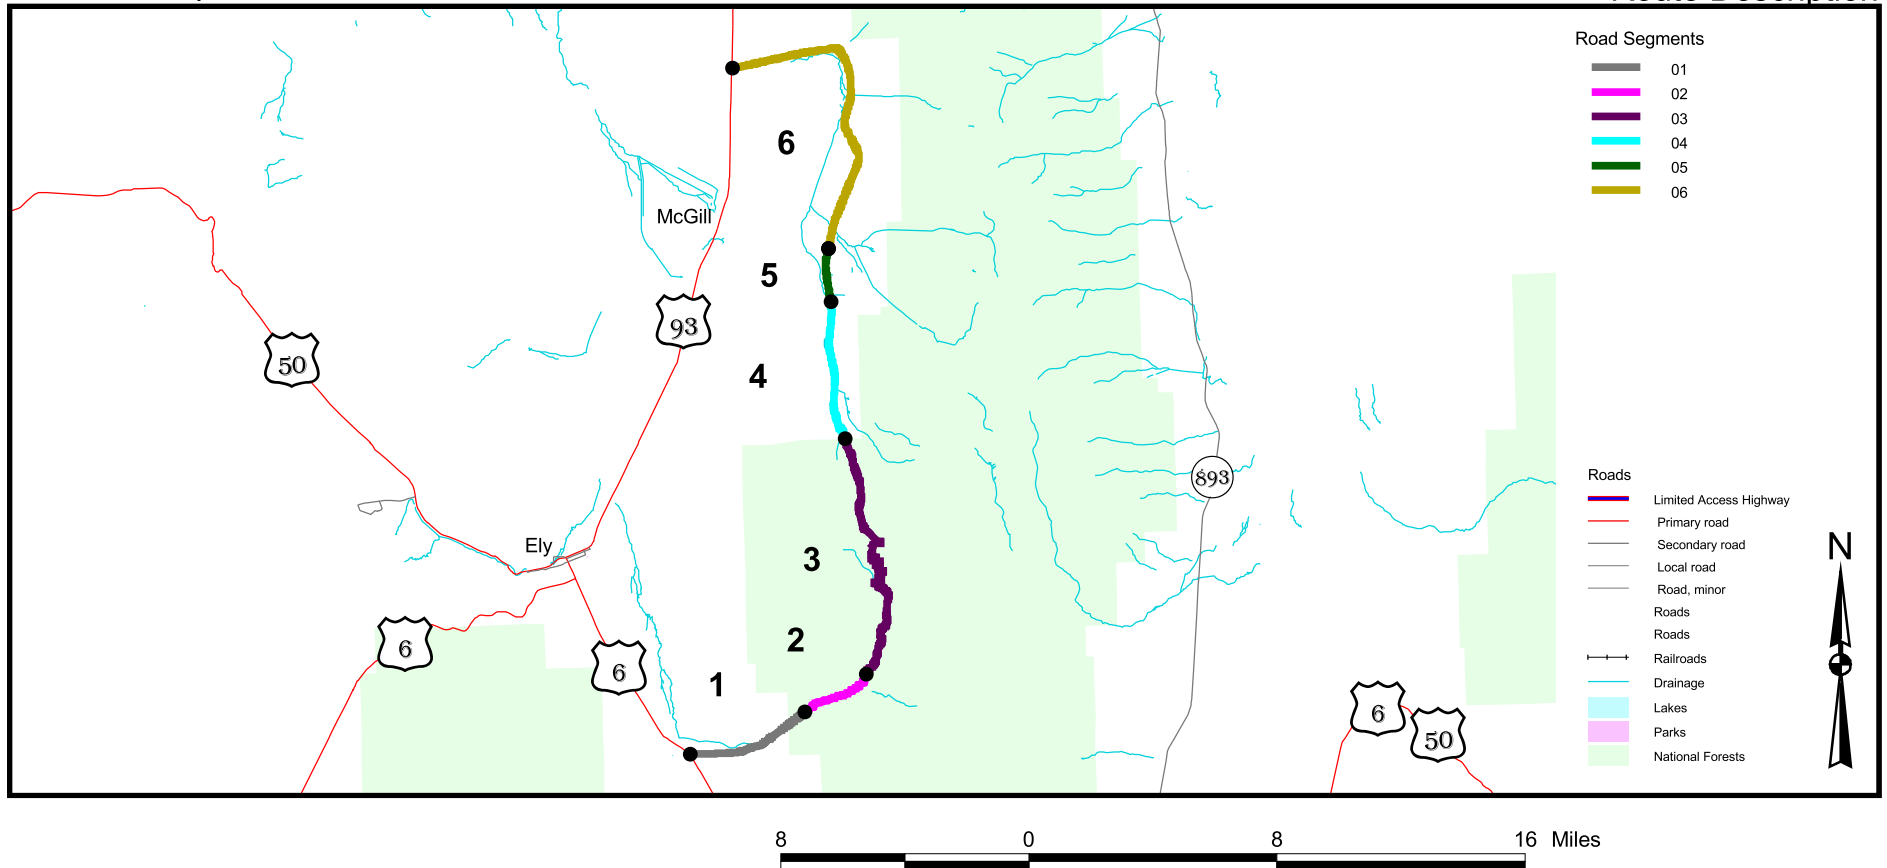 Route Description
Road Segments
01
02
03
04
05
06
6
McGill
5
93
50
4
893
Ely
3
2
6
6
1
6
50
Roads
Limited Access Highway
Primary road
Secondary road
Local road
Road, minor
Roads
Roads
Railroads
Drainage
Lakes
Parks
National Forests
N
8 0 8 16 Miles